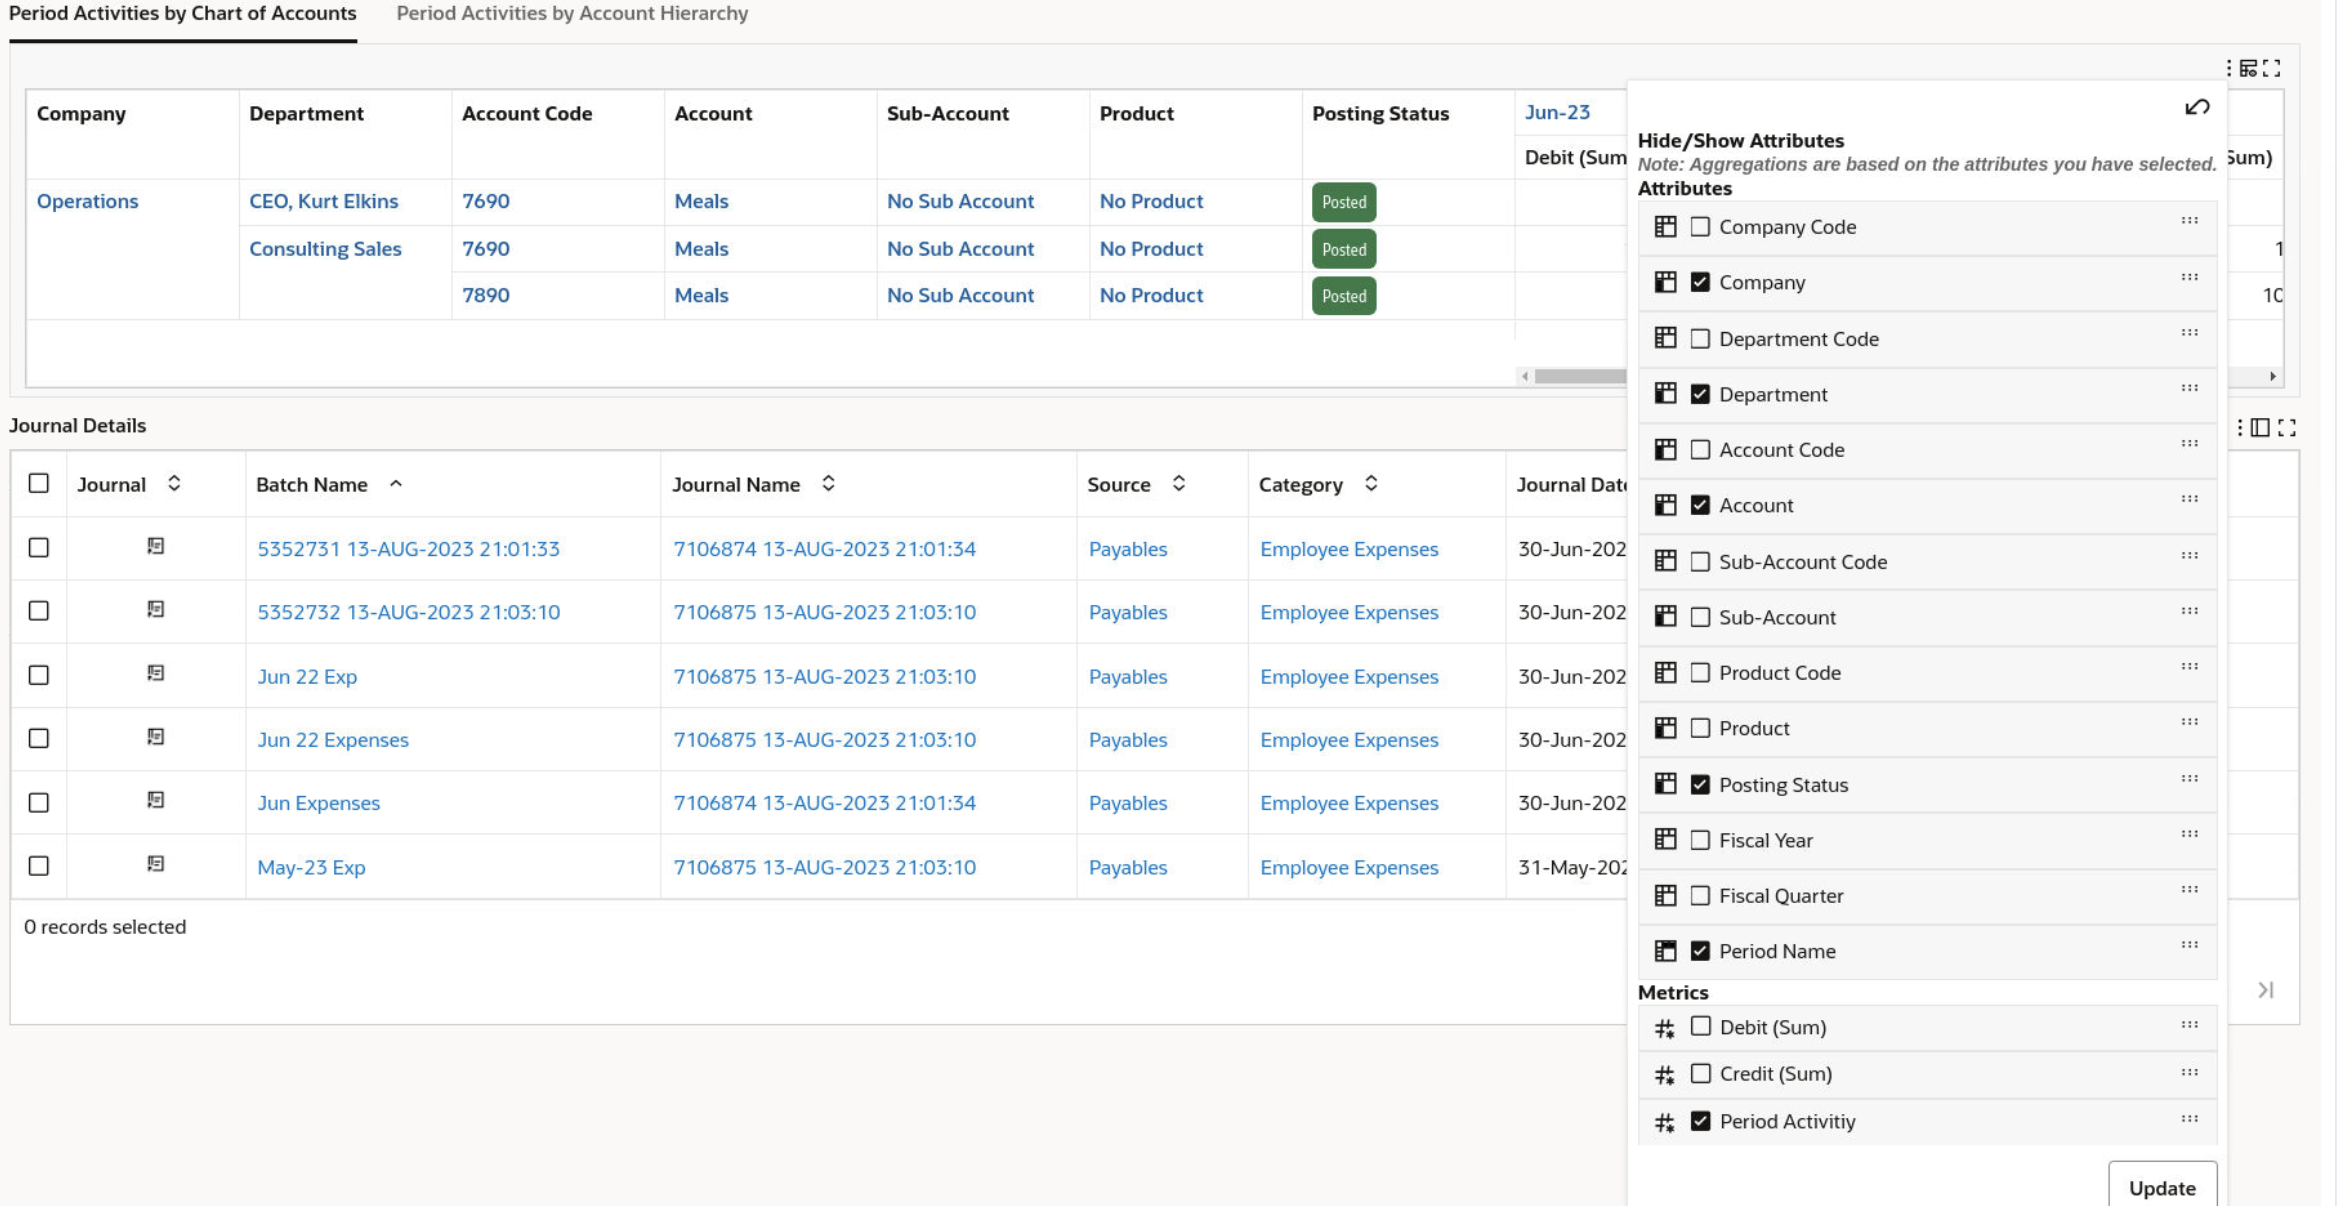 Period Activities by Chart of Accounts Period Activities by Account Hierarchy
Company Department Account Code Account Sub-Account Product Posting Status Jun-23
Debit (Sum Sum)
Operations CEO, Kurt Elkins 7690 Meals No Sub Account No Product Posted
Consulting Sales 7690 Meals No Sub Account No Product Posted 1
7890 Meals No Sub Account No Product Posted 10
Journal Details
Journal Batch Name Journal Name Source Category Journal Date
5352731 13-AUG-2023 21:01:33 7106874 13-AUG-2023 21:01:34 Payables Employee Expenses 30-Jun-202
5352732 13-AUG-2023 21:03:10 7106875 13-AUG-2023 21:03:10 Payables Employee Expenses 30-Jun-202
Jun 22 Exp 7106875 13-AUG-2023 21:03:10 Payables Employee Expenses 30-Jun-202
Jun 22 Expenses 7106875 13-AUG-2023 21:03:10 Payables Employee Expenses 30-Jun-202
Jun Expenses 7106874 13-AUG-2023 21:01:34 Payables Employee Expenses 30-Jun-202
May-23 Exp 7106875 13-AUG-2023 21:03:10 Payables Employee Expenses 31-May-202
0 records selected
Hide/Show Attributes
Note: Aggregations are based on the attributes you have selected.
Attributes
Company Code
Company
Department Code
Department
Account Code
Account
Sub-Account Code
Sub-Account
Product Code
Product
Posting Status
Fiscal Year
Fiscal Quarter
Period Name
Metrics
Debit (Sum)
Credit (Sum)
Period Activitiy
Update